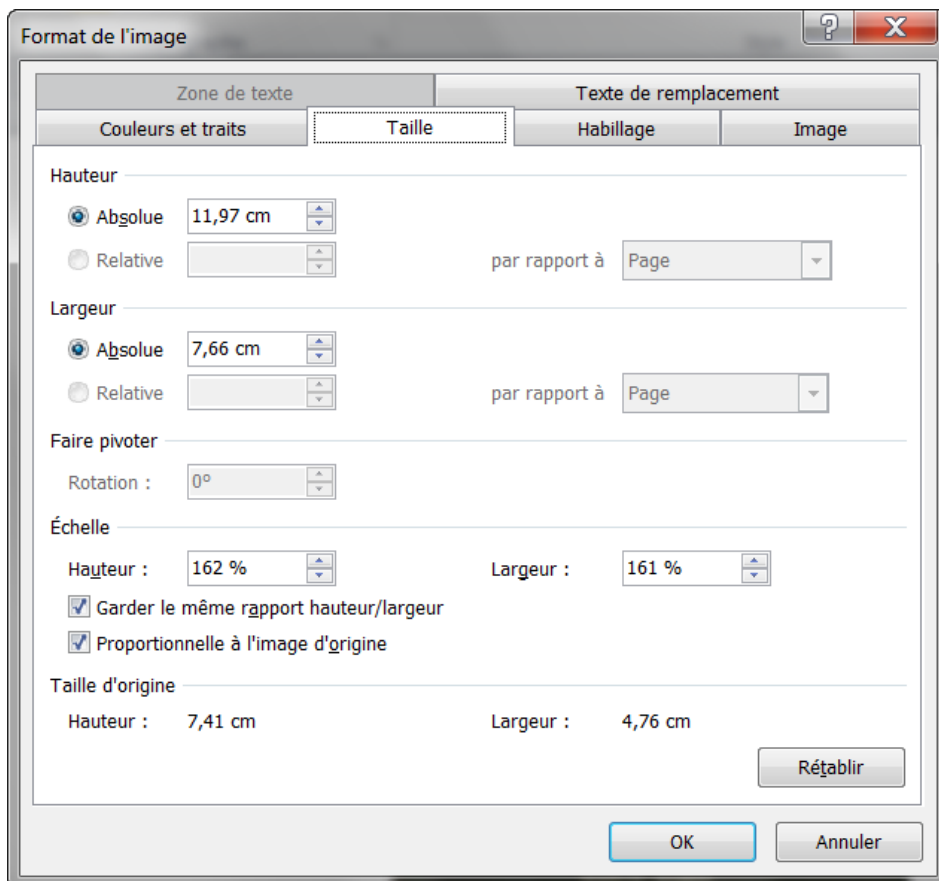 Format de l'image
Zone de texte Texte de remplacement
Couleurs et traits Taille Habillage Image
Hauteur
Absolue 11,97 cm
Relative par rapport à Page
Largeur
Absolue 7,66 cm
Relative par rapport à Page
Faire pivoter
Rotation : 0°
Échelle
Hauteur : 162 % Largeur : 161 %
Garder le même rapport hauteur/largeur
Proportionnelle à l'image d'origine
Taille d'origine
Hauteur : 7,41 cm Largeur : 4,76 cm
Rétablir
OK Annuler